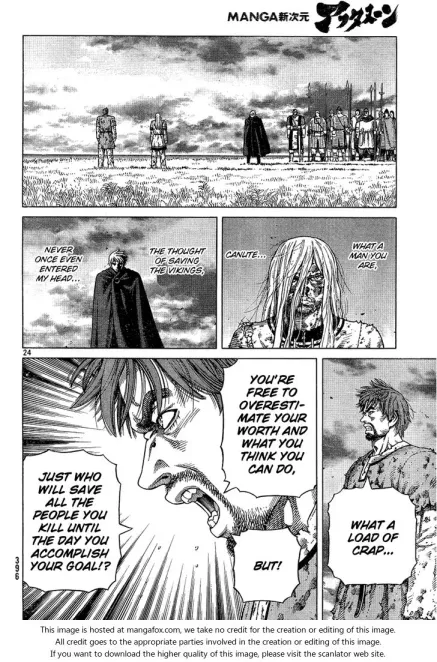 MANGA新次元 アフタヌーン
WHAT A
MAN YOU
ARE,
CANUTE...
THE THOUGHT
OF SAVING
THE VIKINGS,
NEVER
ONCE EVEN
ENTERED
MY HEAD...
24
WHAT A
LOAD OF
CRAP...
YOU'RE
FREE TO
OVERESTI-
MATE YOUR
WORTH AND
WHAT YOU
THINK YOU
CAN DO,
BUT!
JUST WHO
WILL SAVE
ALL THE
PEOPLE YOU
KILL UNTIL
THE DAY YOU
ACCOMPLISH
YOUR GOAL!?
396
This image is hosted at mangafox.com, we take no credit for the creation or editing of this image.
All credit goes to the appropriate parties involved in the creation or editing of this image.
If you want to download the higher quality of this image, please visit the scanlator web site.